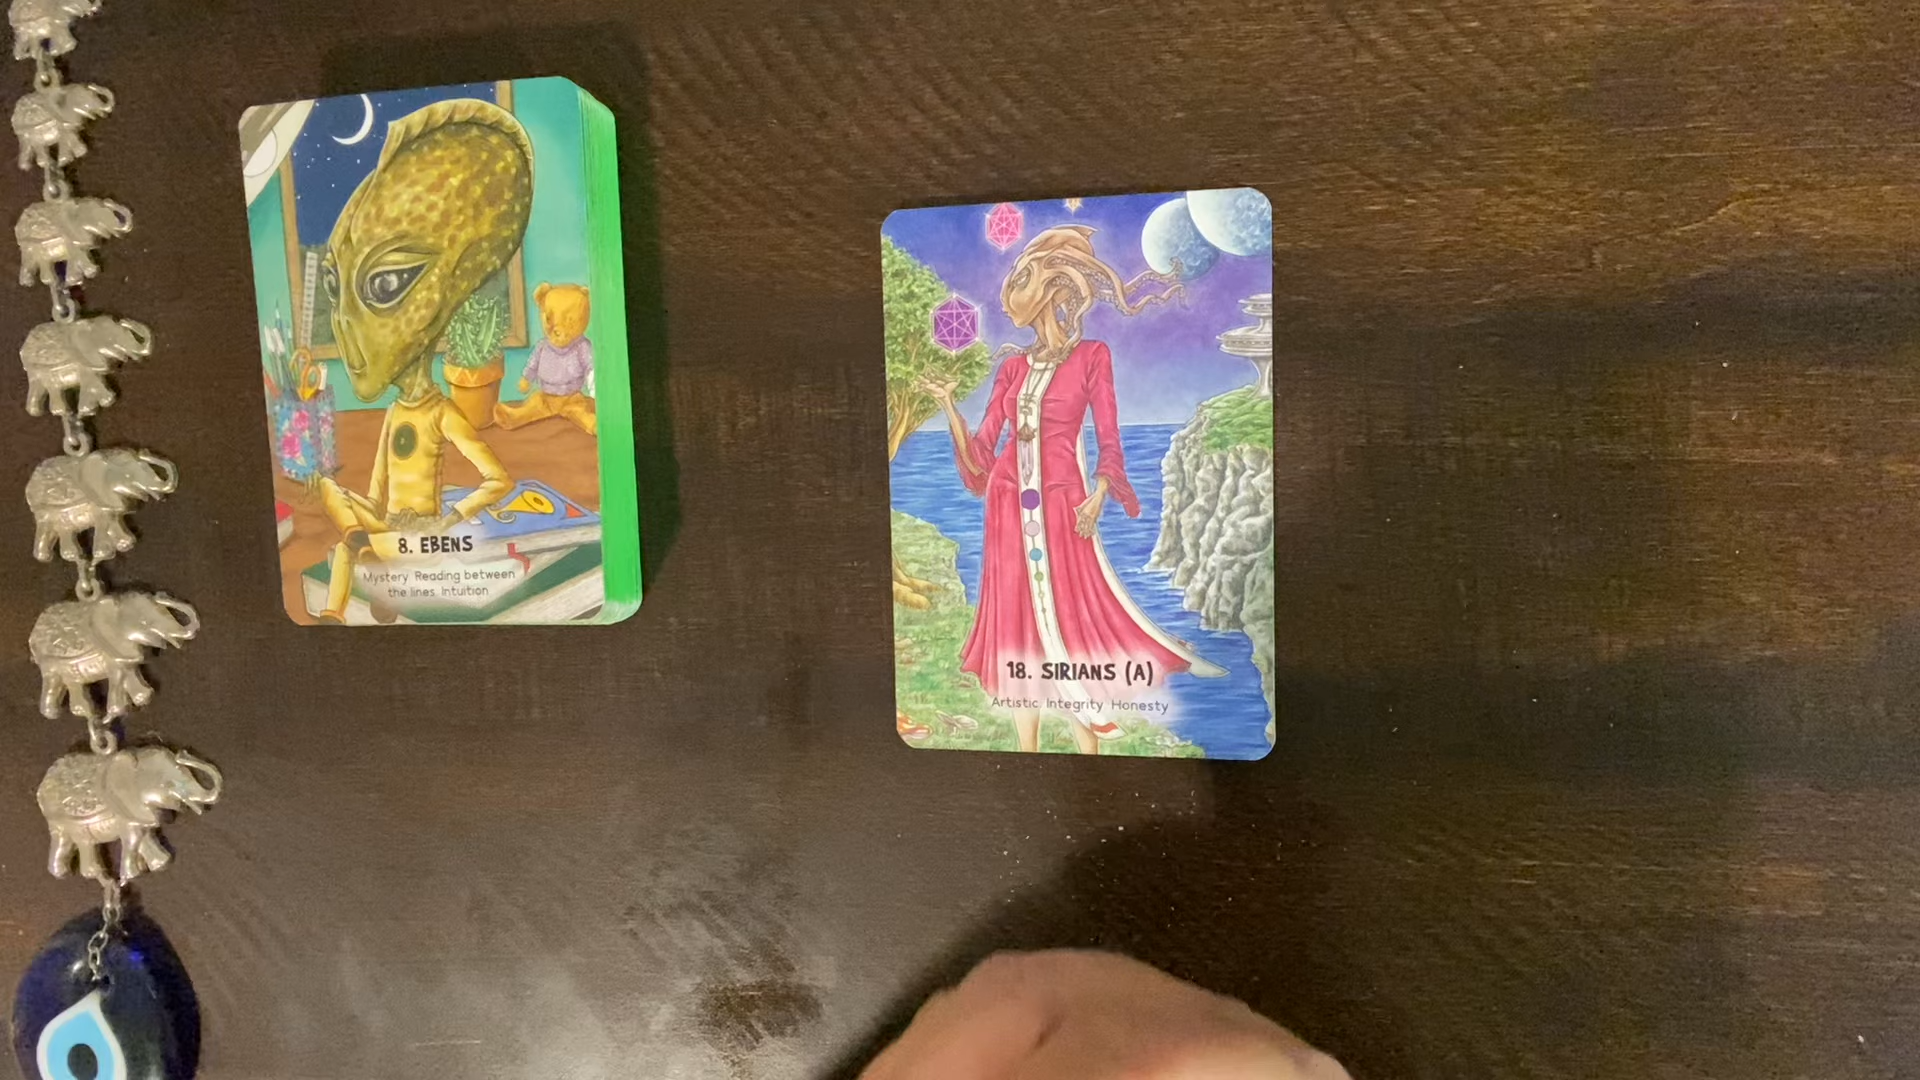 8. EBENS
Mystery. Reading between
the lines. Intuition
18. SIRIANS (A)
Artistic. Integrity. Honesty